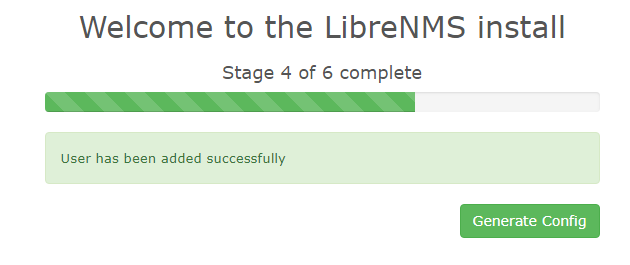 Welcome to the LibreNMS install
Stage 4 of 6 complete
User has been added successfully
Generate Config